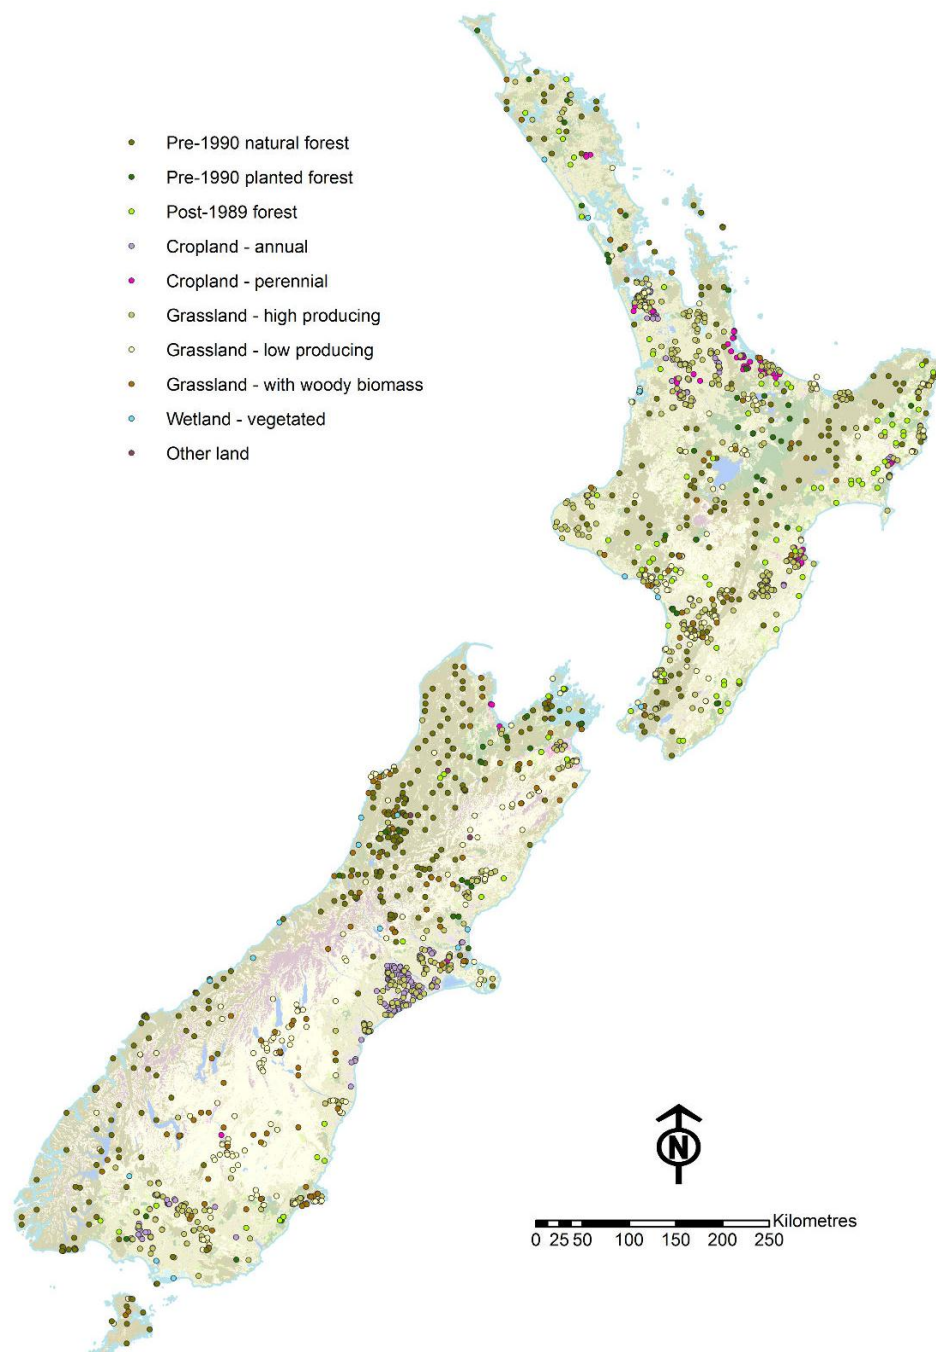 Pre-1990 natural forest
Pre-1990 planted forest
Post-1989 forest
Cropland - annual
Cropland - perennial
Grassland - high producing
Grassland - low producing
Grassland - with woody biomass
Wetland - vegetated
Other land
N
Kilometres
0 25 50 100 150 200 250